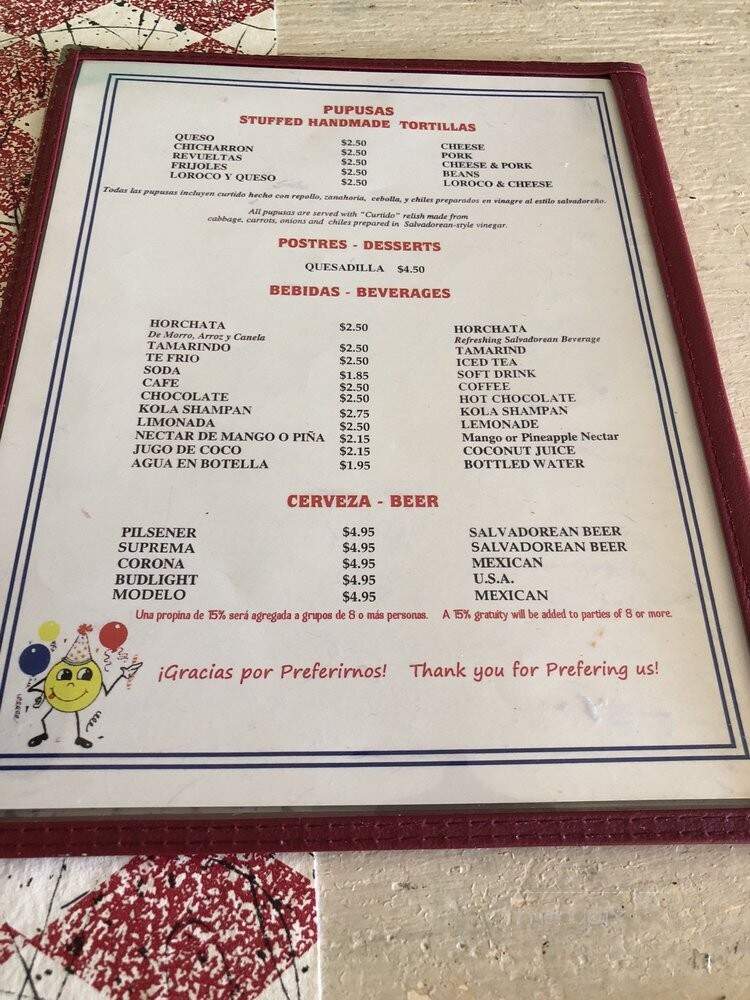 PUPUSAS
STUFFED HANDMADE TORTILLAS
QUESO $2.50 CHEESE
CHICHARRON $2.50 PORK
REVUELTAS $2.50 CHEESE & PORK
FRIJOLES $2.50 BEANS
LOROCO Y QUESO $2.50 LOROCO & CHEESE
Todas las pupusas incluyen curtido hecho con repollo, zanahoria, cebolla, y chiles preparados en vinagre al estilo salvadoreño.
All pupusas are served with "Curtido" relish made from
cabbage, carrots, onions and chiles prepared in Salvadorean-style vinegar.
POSTRES - DESSERTS
QUESADILLA $4.50
BEBIDAS - BEVERAGES
HORCHATA $2.50 HORCHATA
De Morro, Arroz y Canela Refreshing Salvadorean Beverage
TAMARINDO $2.50 TAMARIND
TE FRIO $2.50 ICED TEA
SODA $1.85 SOFT DRINK
CAFE $2.50 COFFEE
CHOCOLATE $2.50 HOT CHOCOLATE
KOLA SHAMPAN $2.75 KOLA SHAMPAN
LIMONADA $2.50 LEMONADE
NECTAR DE MANGO O PIÑA $2.15 Mango or Pineapple Nectar
JUGO DE COCO $2.15 COCONUT JUICE
AGUA EN BOTELLA $1.95 BOTTLED WATER
CERVEZA - BEER
PILSENER $4.95 SALVADOREAN BEER
SUPREMA $4.95 SALVADOREAN BEER
CORONA $4.95 MEXICAN
BUDLIGHT $4.95 U.S.A.
MODELO $4.95 MEXICAN
Una propina de 15% será agregada a grupos de 8 o más personas. A 15% gratuity will be added to parties of 8 or more.
¡Gracias por Preferirnos! Thank you for Prefering us!